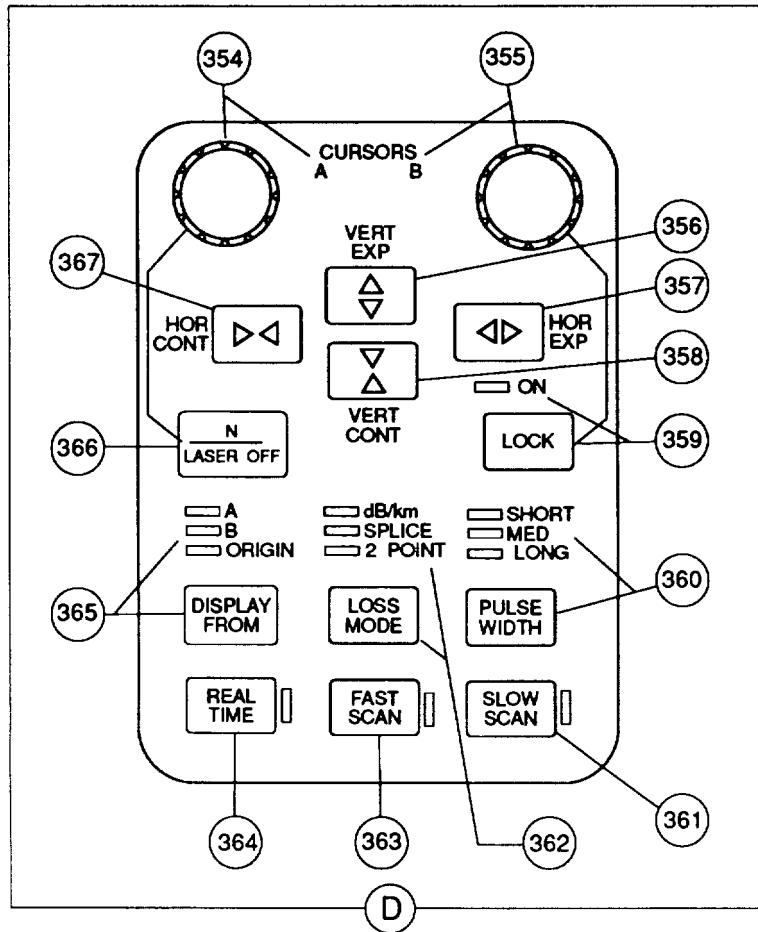 354
355
CURSORS
A B
VERT
EXP
356
367
357
HOR
CONT
HOR
EXP
358
ON
VERT
CONT
366
N
LASER OFF
LOCK
359
A
B
ORIGIN
dB/km
SPLICE
2 POINT
SHORT
MED
LONG
365
360
DISPLAY
FROM
LOSS
MODE
PULSE
WIDTH
REAL
TIME
FAST
SCAN
SLOW
SCAN
364
363
362
361
D